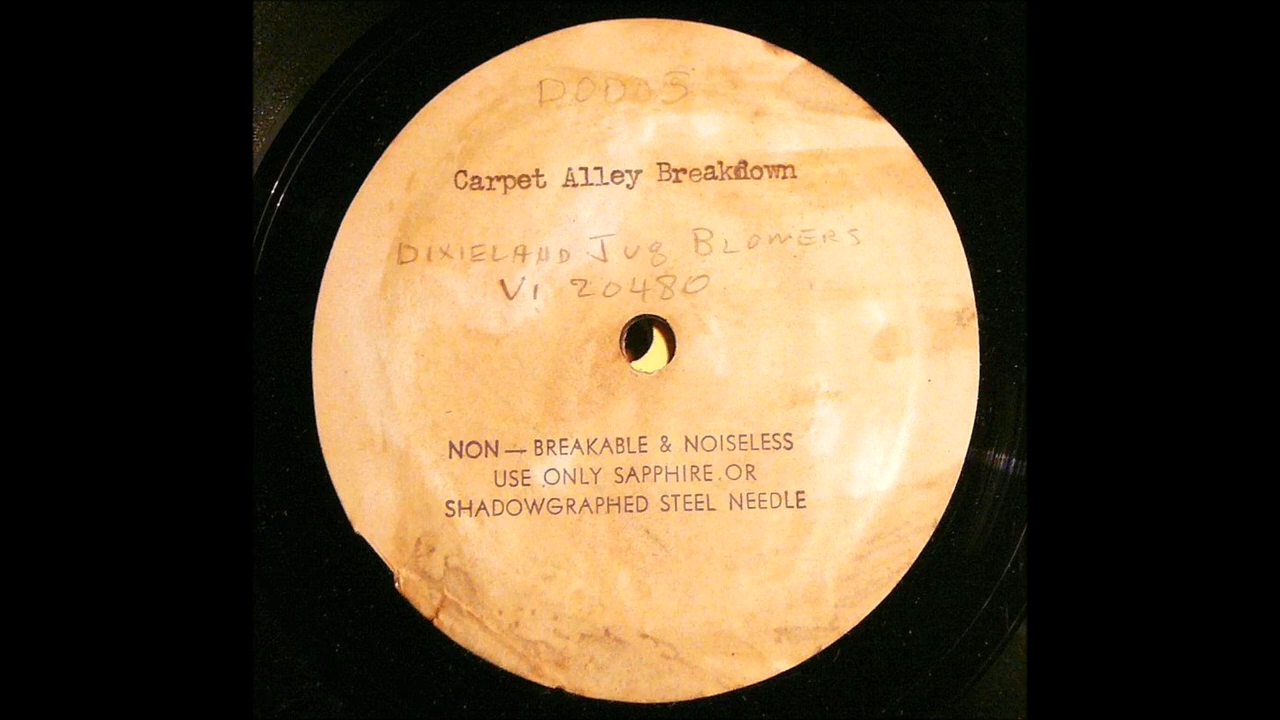 DODDS
Carpet Alley Breakdown
DIXIELAND JUG BLOWERS
Vi 20480
NON — BREAKABLE & NOISELESS
USE ONLY SAPPHIRE OR
SHADOWGRAPHED STEEL NEEDLE